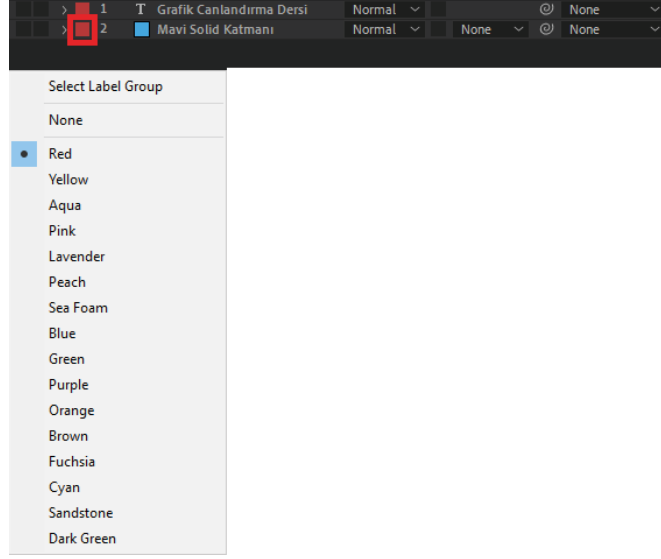 1 T Grafik Canlandırma Dersi Normal None
2 Mavi Solid Katmanı Normal None None
Select Label Group
None
Red
Yellow
Aqua
Pink
Lavender
Peach
Sea Foam
Blue
Green
Purple
Orange
Brown
Fuchsia
Cyan
Sandstone
Dark Green